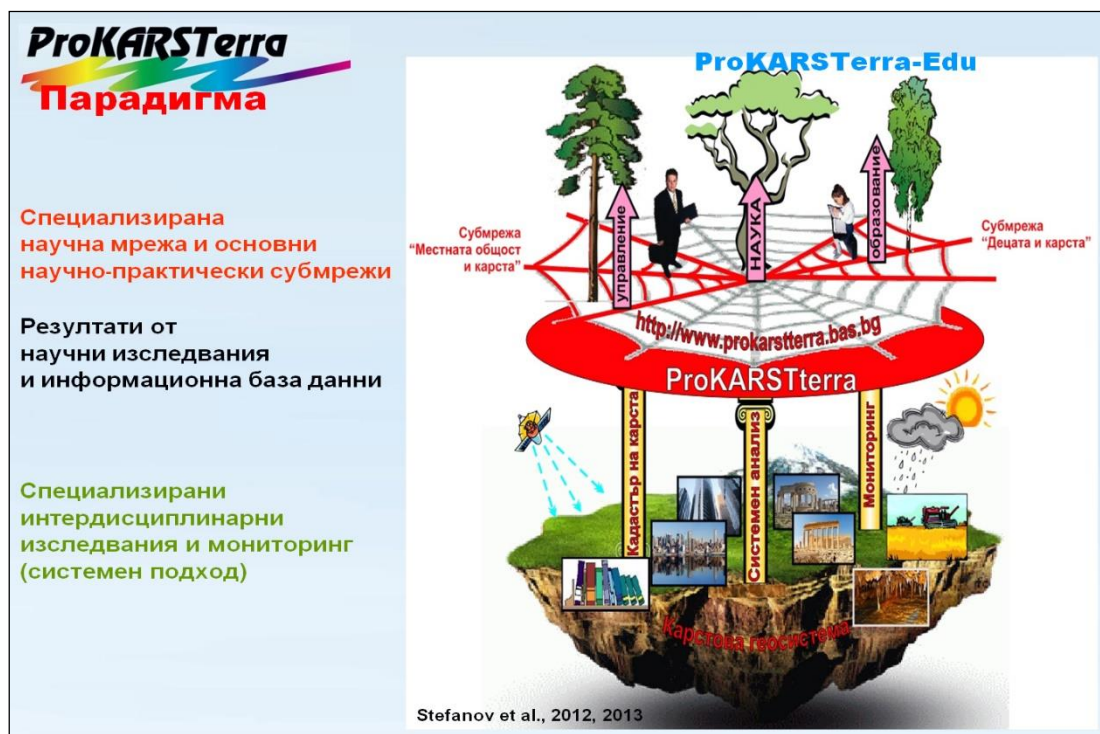 ProKARSTerra
Парадигма
ProKARSTerra-Edu
Специализирана
научна мрежа и основни
научно-практически субмрежи
Резултати от
научни изследвания
и информационна база данни
Специализирани
интердисциплинарни
изследвания и мониторинг
(системен подход)
Субмрежа
“Местната общост
и карста”
управление
НАУКА
образование
Субмрежа
“Децата и карста”
http://www.prokarstterra.bas.bg
ProKARSTterra
Кадастър на карста
Системен анализ
Мониторинг
Карстова геосистема
Stefanov et al., 2012, 2013